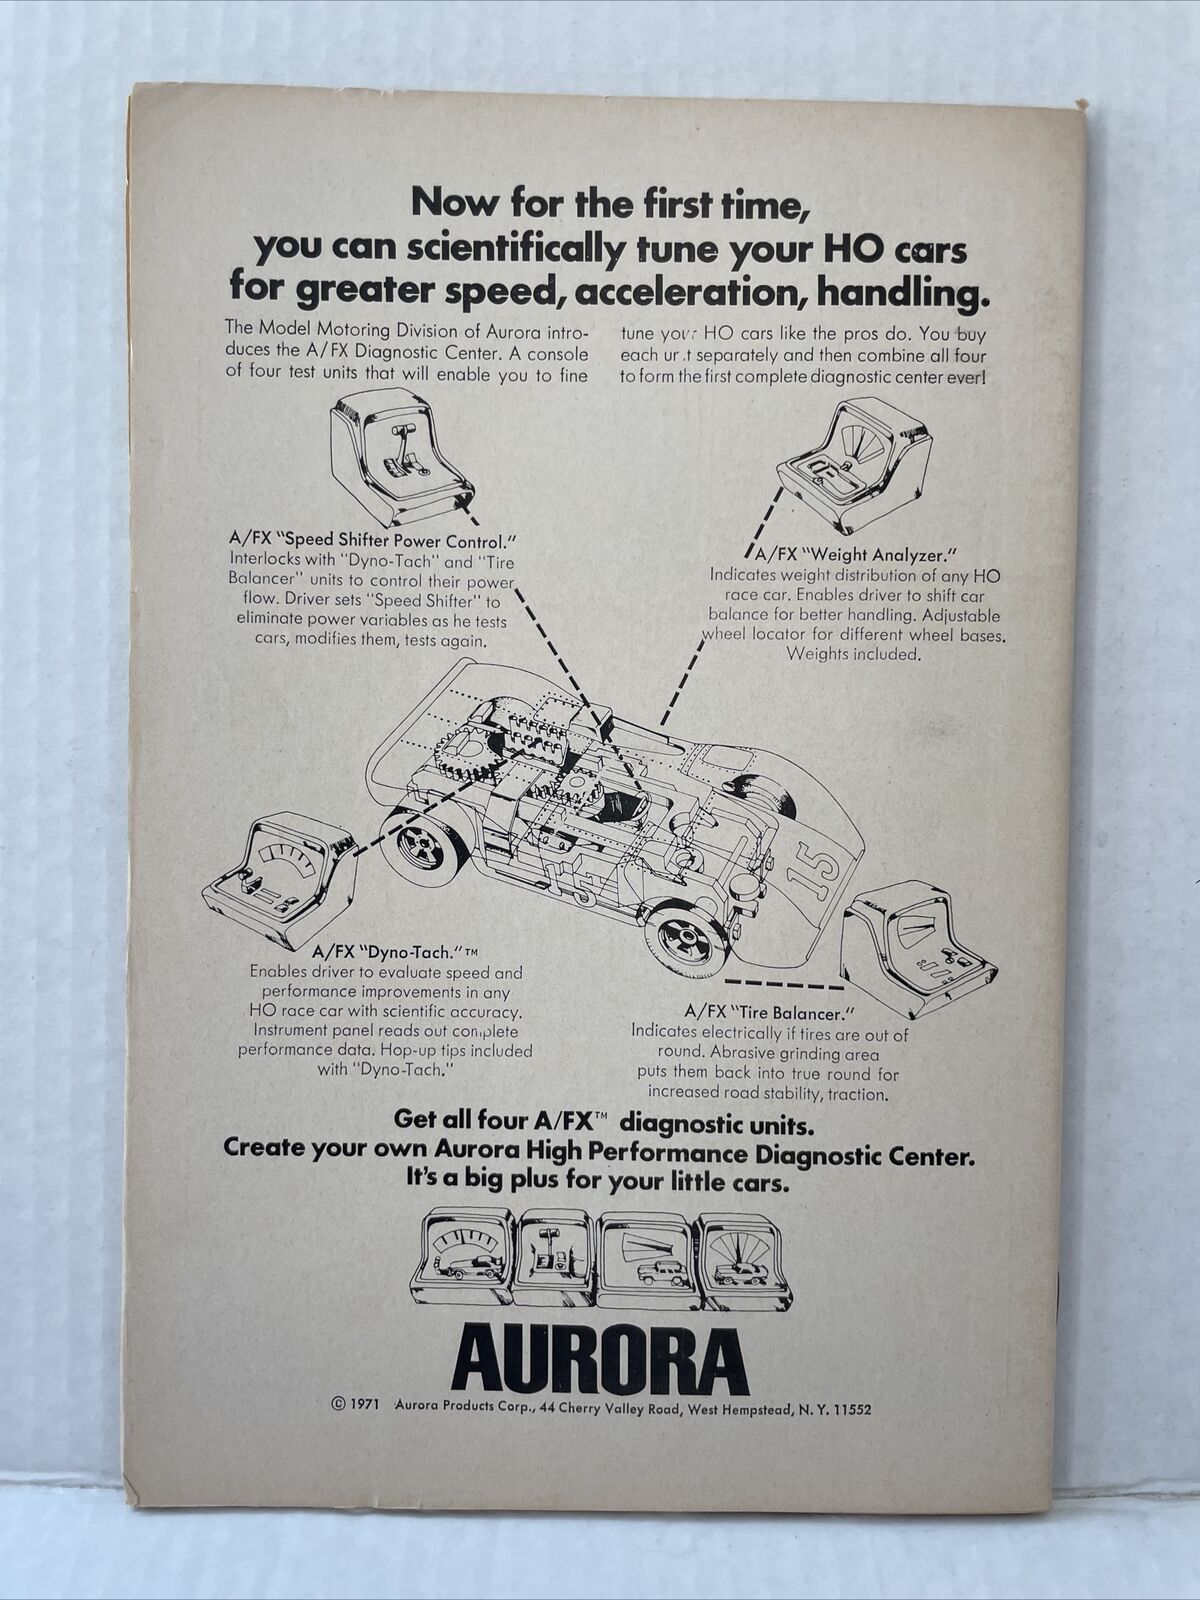 Now for the first time,
you can scientifically tune your HO cars
for greater speed, acceleration, handling.
The Model Motoring Division of Aurora intro-
duces the A/FX Diagnostic Center. A console
of four test units that will enable you to fine
tune your HO cars like the pros do. You buy
each un.t separately and then combine all four
to form the first complete diagnostic center ever!
A/FX "Speed Shifter Power Control."
Interlocks with "Dyno-Tach" and "Tire
Balancer" units to control their power
flow. Driver sets "Speed Shifter" to
eliminate power variables as he tests
cars, modifies them, tests again.
A/FX "Weight Analyzer."
Indicates weight distribution of any HO
race car. Enables driver to shift car
balance for better handling. Adjustable
wheel locator for different wheel bases.
Weights included.
15
15
A/FX "Dyno-Tach."™
Enables driver to evaluate speed and
performance improvements in any
HO race car with scientific accuracy.
Instrument panel reads out complete
performance data. Hop-up tips included
with "Dyno-Tach."
A/FX "Tire Balancer."
Indicates electrically if tires are out of
round. Abrasive grinding area
puts them back into true round for
increased road stability, traction.
Get all four A/FX™ diagnostic units.
Create your own Aurora High Performance Diagnostic Center.
It's a big plus for your little cars.
AURORA
© 1971 Aurora Products Corp., 44 Cherry Valley Road, West Hempstead, N. Y. 11552